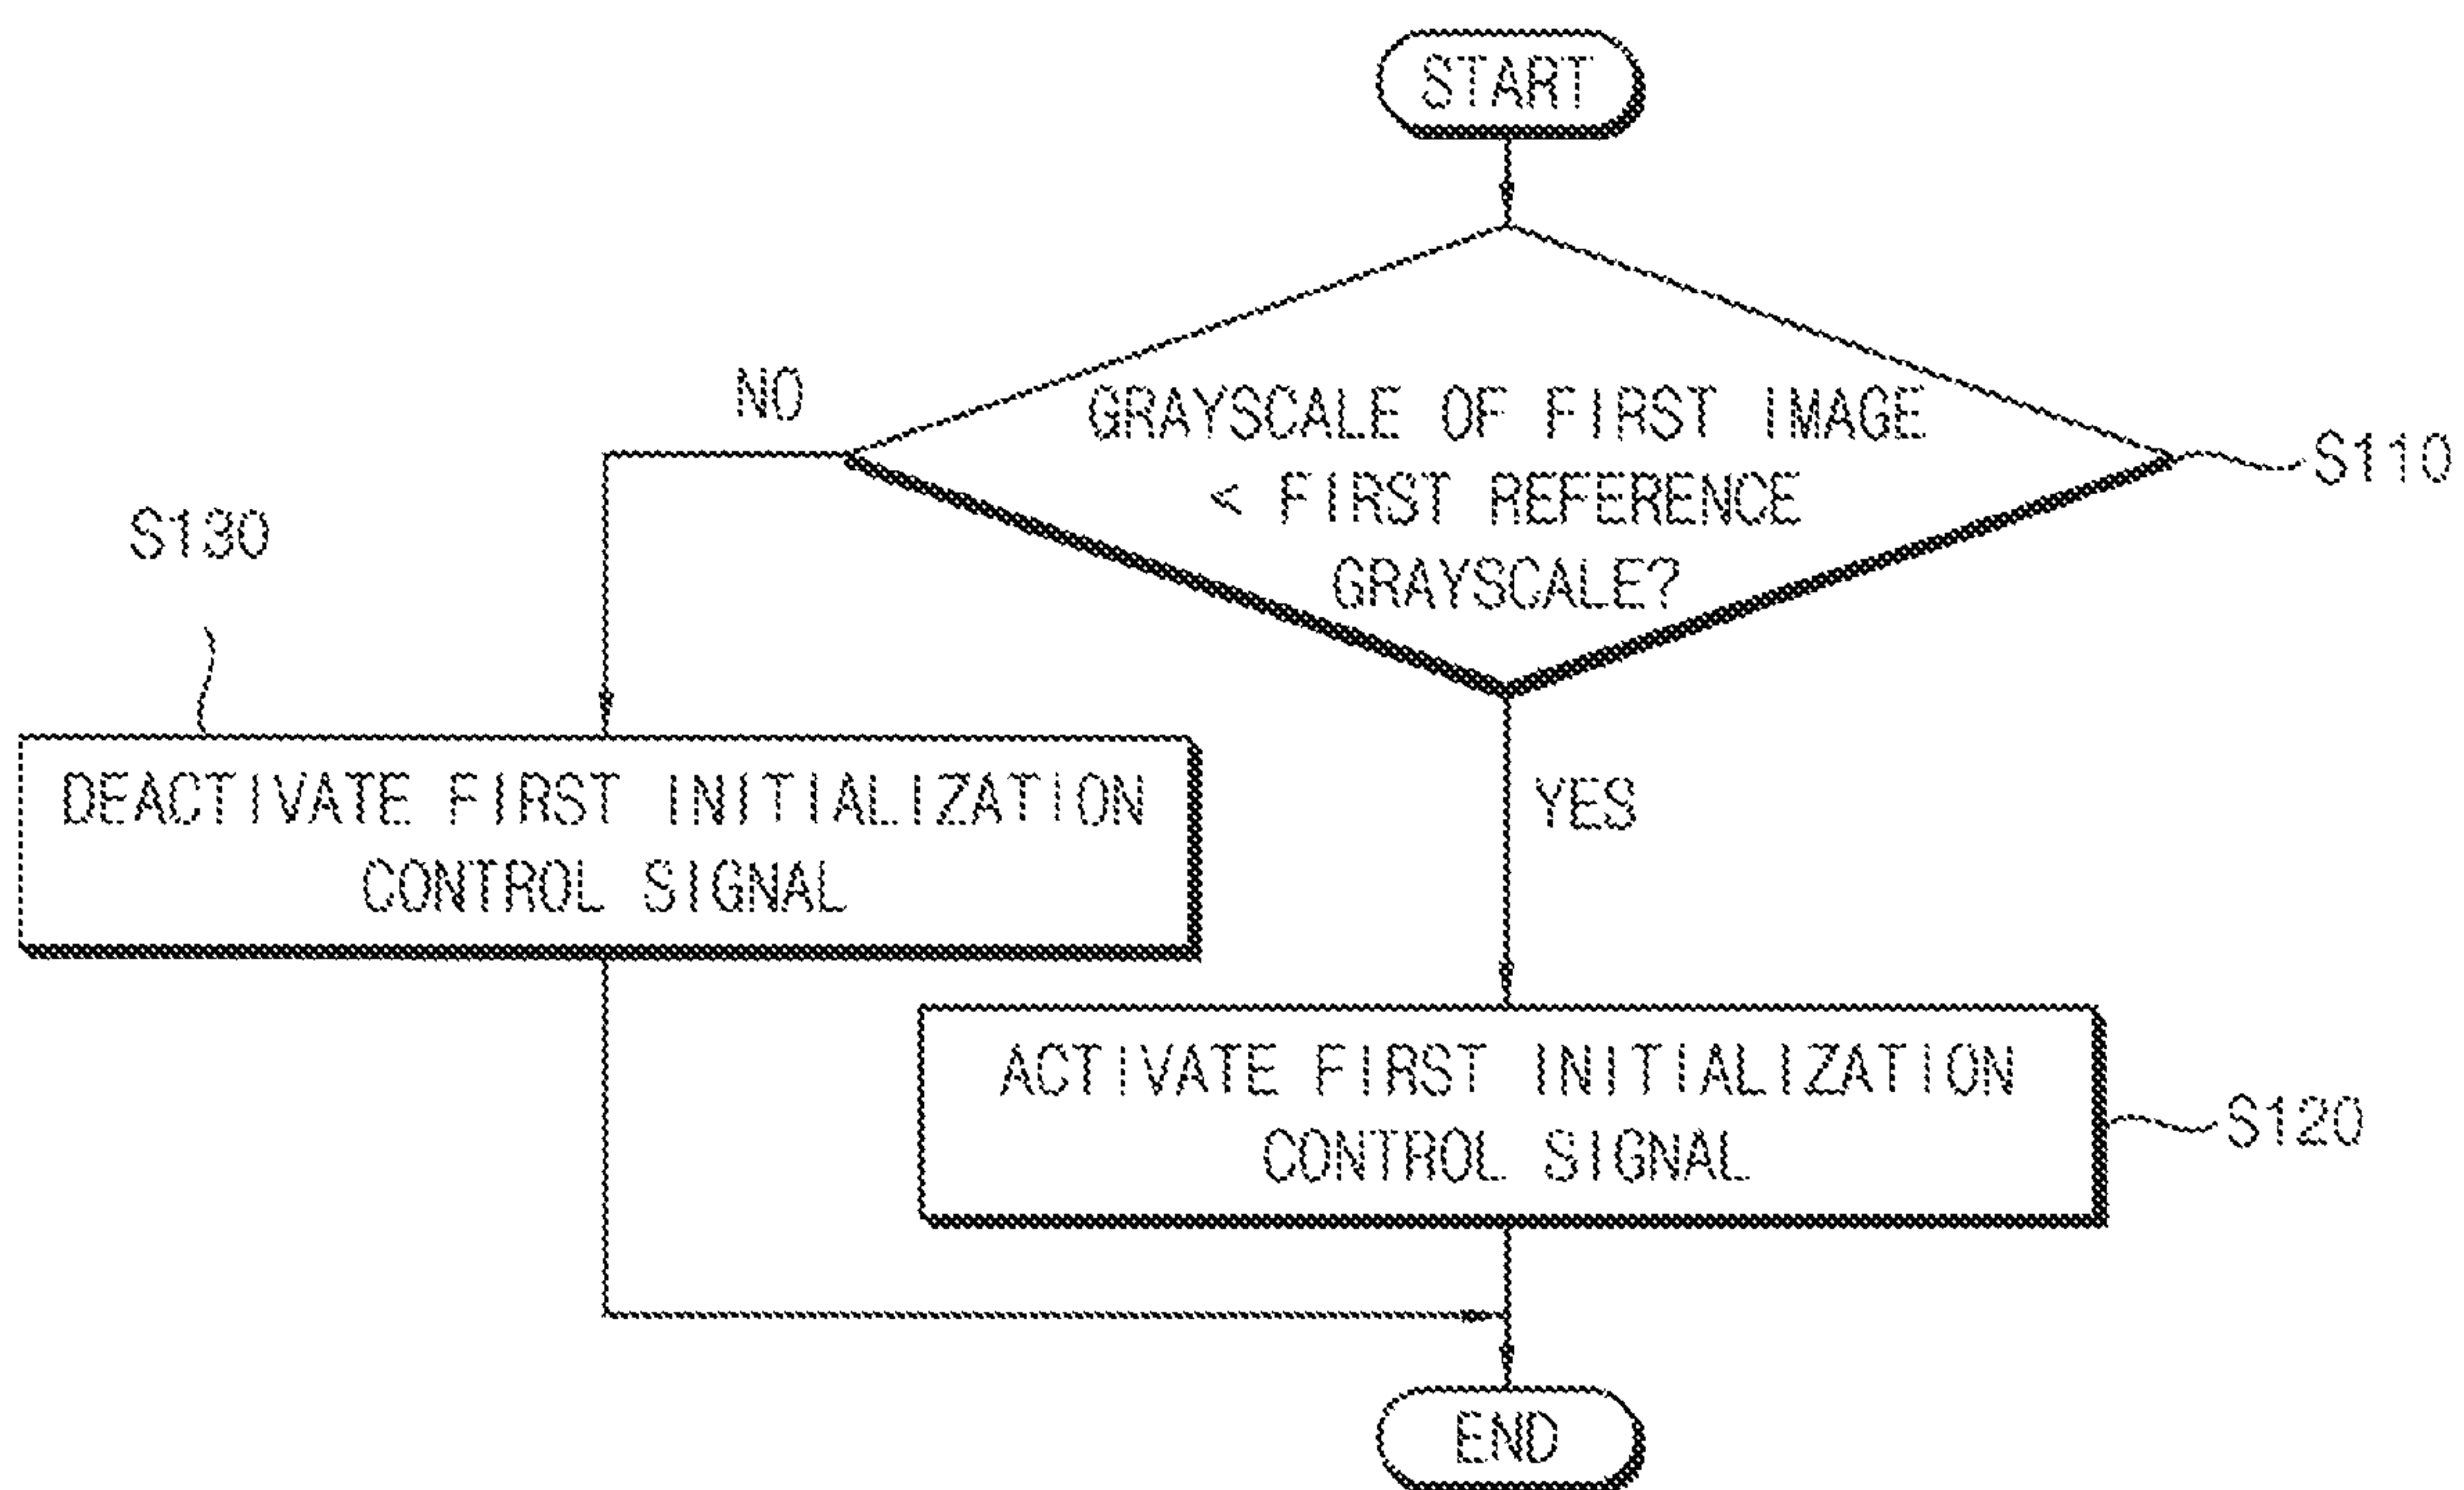 START
NO
GRAYSCALE OF FIRST IMAGE
< FIRST REFERENCE
GRAYSCALE?
S110
S130
DEACTIVATE FIRST INITIALIZATION
CONTROL SIGNAL
YES
ACTIVATE FIRST INITIALIZATION
CONTROL SIGNAL
S120
END